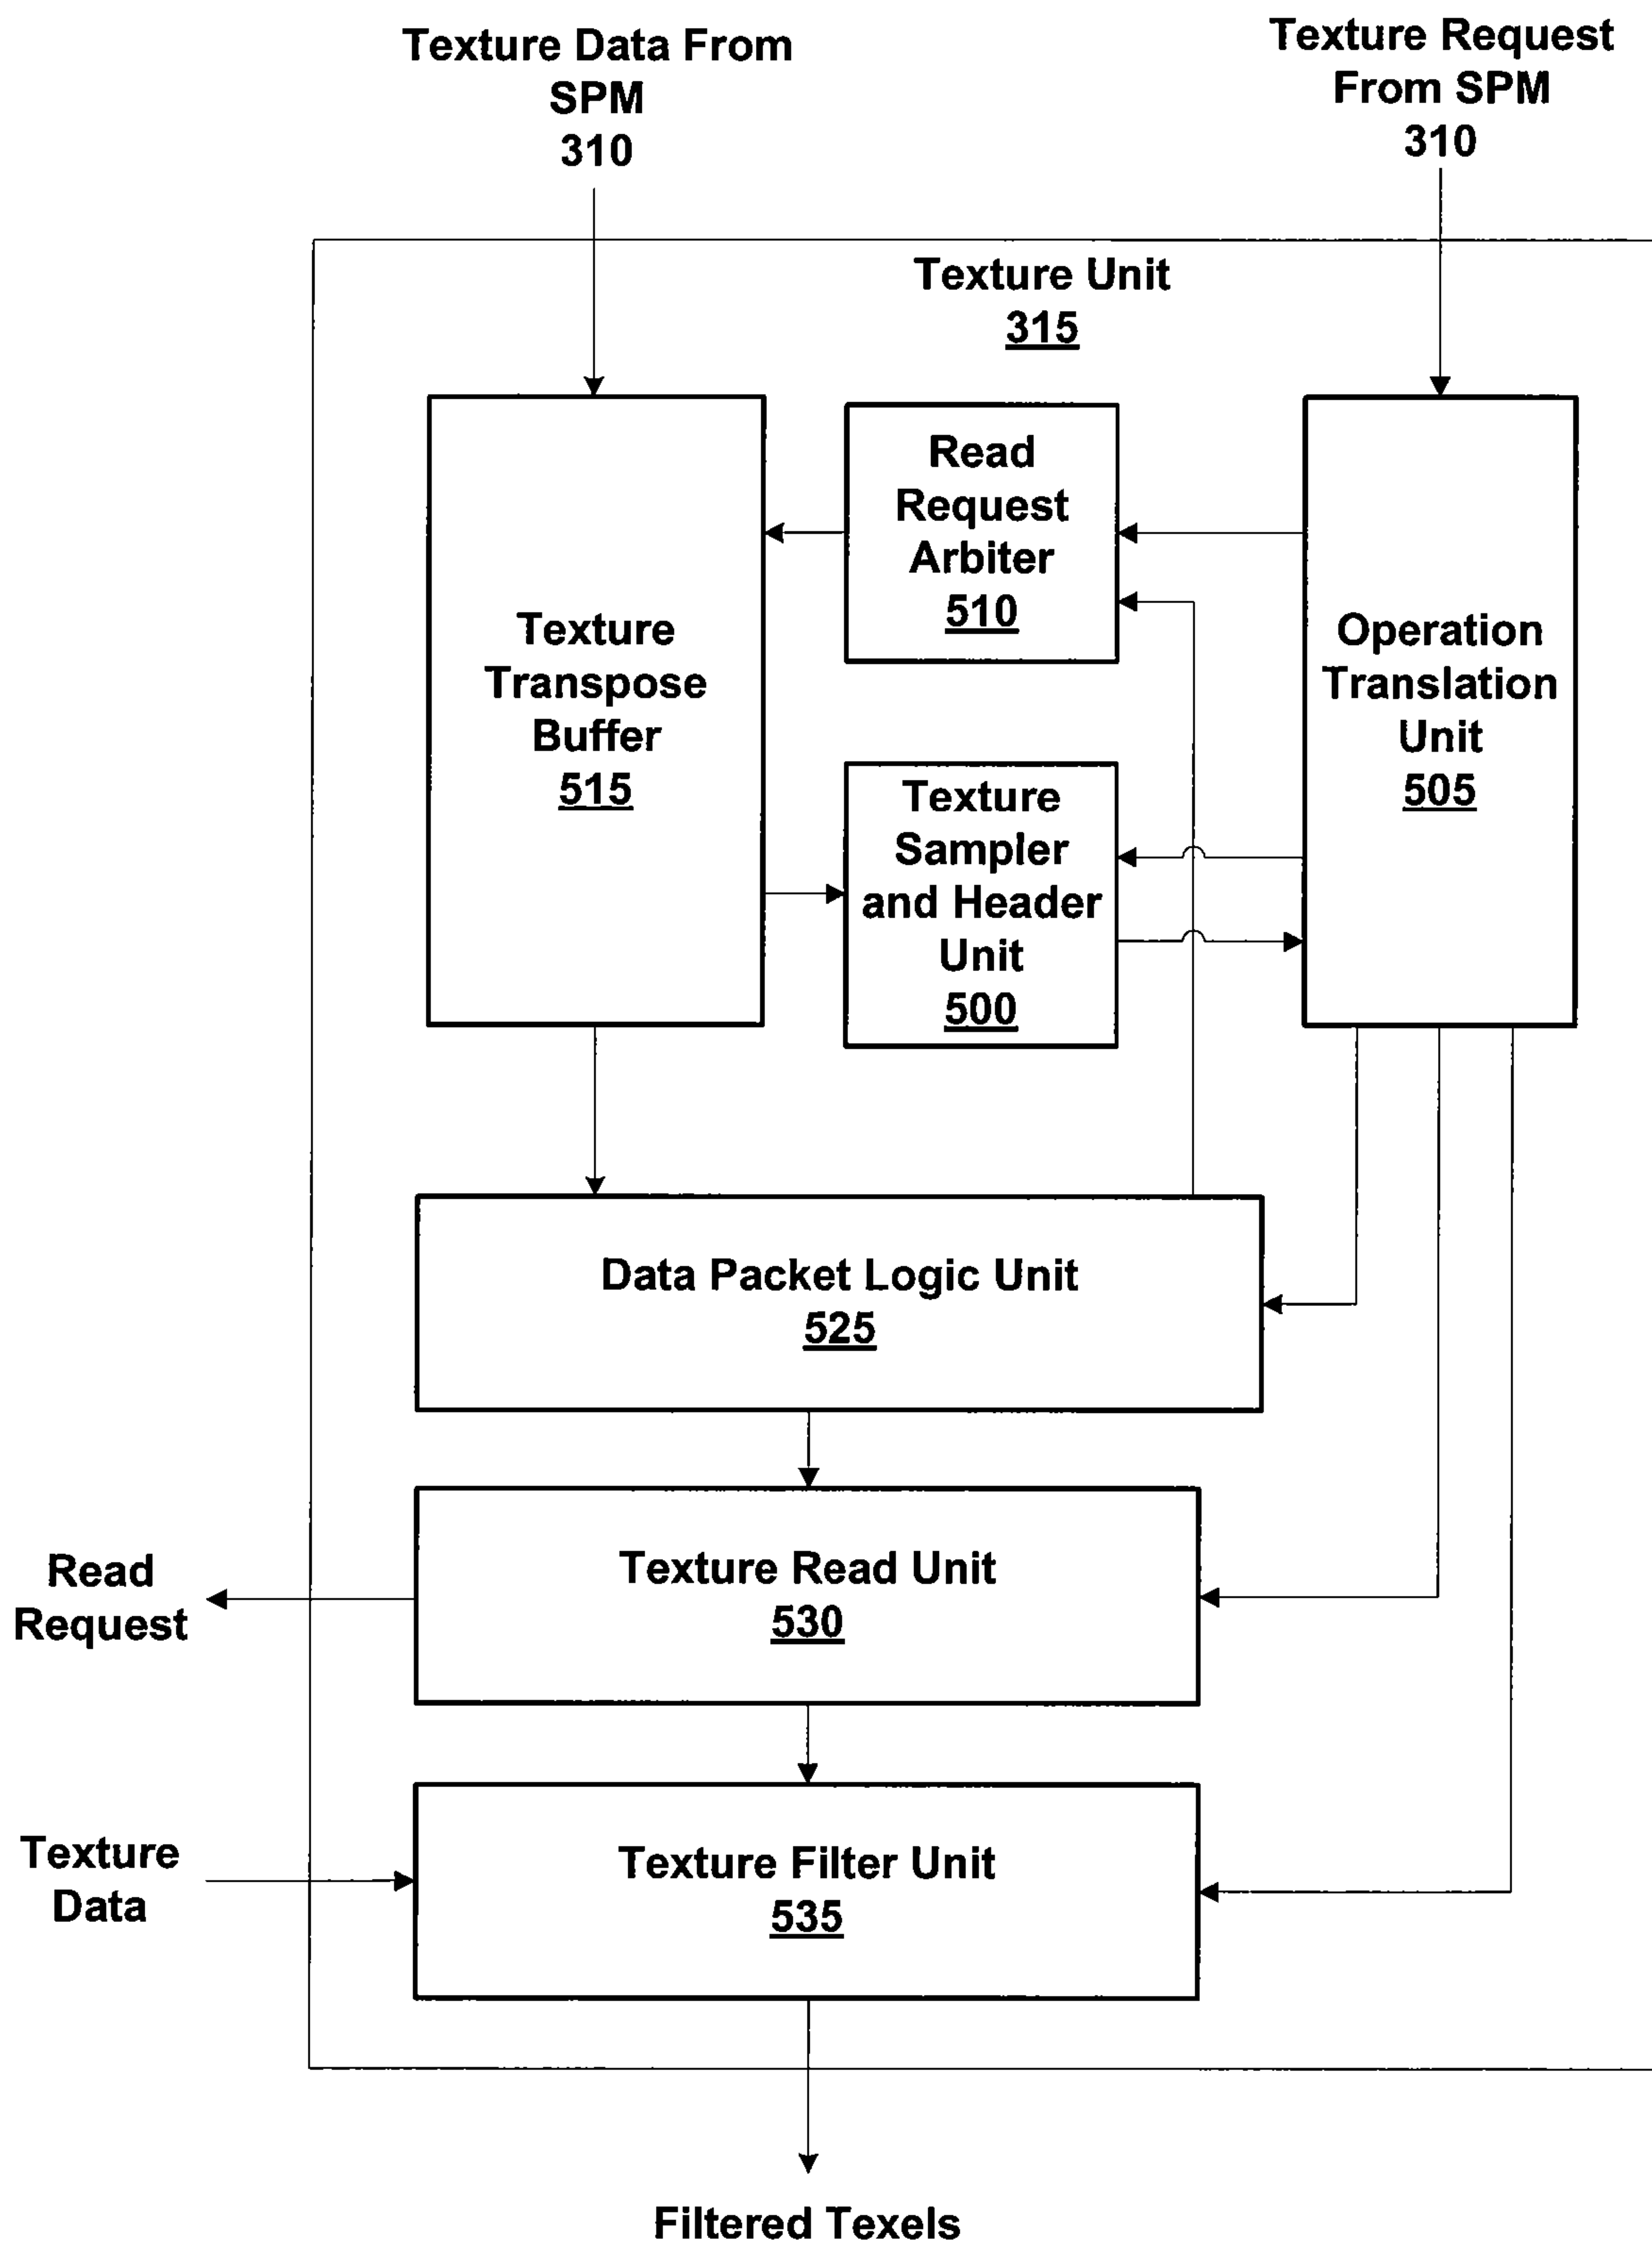 Texture Data From
SPM
310
Texture Request
From SPM
310
Texture Unit
315
Read
Request
Arbiter
510
Texture
Transpose
Buffer
515
Operation
Translation
Unit
505
Texture
Sampler
and Header
Unit
500
Data Packet Logic Unit
525
Read
Request
Texture Read Unit
530
Texture
Data
Texture Filter Unit
535
Filtered Texels